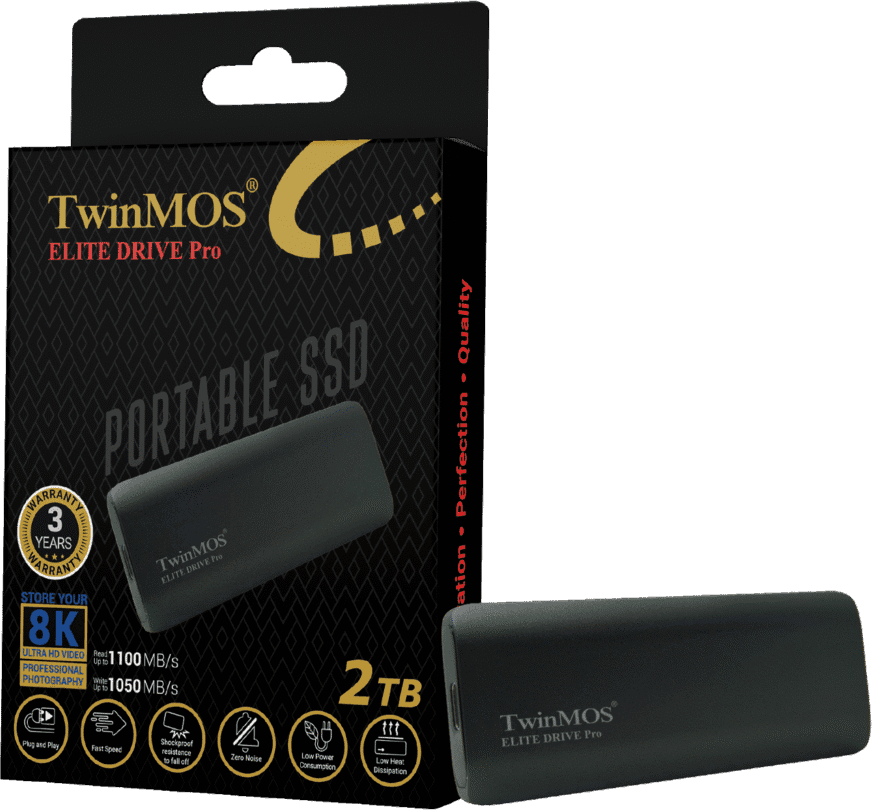 TwinMOS®
ELITE DRIVE Pro
PORTABLE SSD
TwinMOS®
ELITE DRIVE Pro
WARRANTY
3
YEARS
WARRANTY
STORE YOUR
8K
ULTRA HD VIDEO
PROFESSIONAL
PHOTOGRAPHY
Read
Up to 1100 MB/s
Write
Up to 1050 MB/s
2TB
Plug and Play
Fast Speed
Shockproof
resistance
to fall off
Zero Noise
Low Power
Consumption
Low Heat
Dissipation
ation • Perfection • Quality
TwinMOS®
ELITE DRIVE Pro